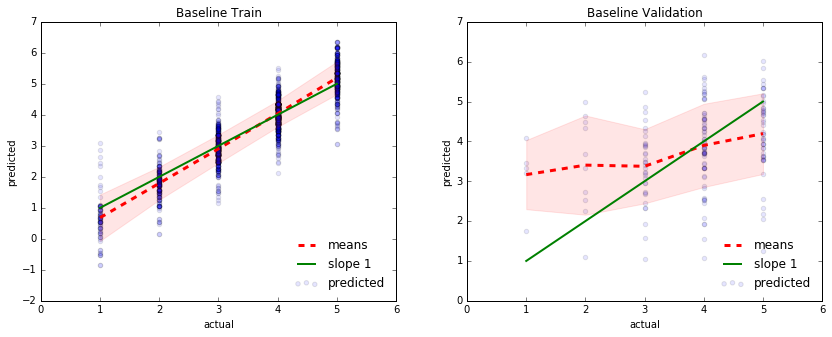 Baseline Train
7
6
5
4
3
2
1
0
−1
−2
predicted
means
slope 1
predicted
0 1 2 3 4 5 6
actual
Baseline Validation
7
6
5
4
3
2
1
0
predicted
means
slope 1
predicted
0 1 2 3 4 5 6
actual